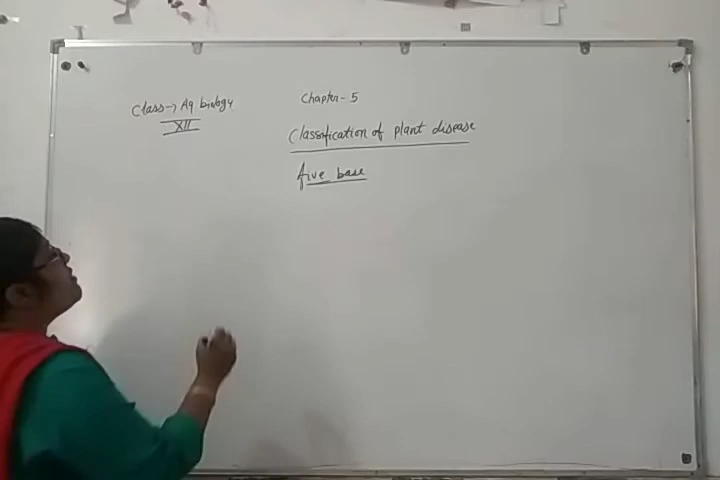 Class → Ag biology
XII
Chapter - 5
Classification of plant disease
five base